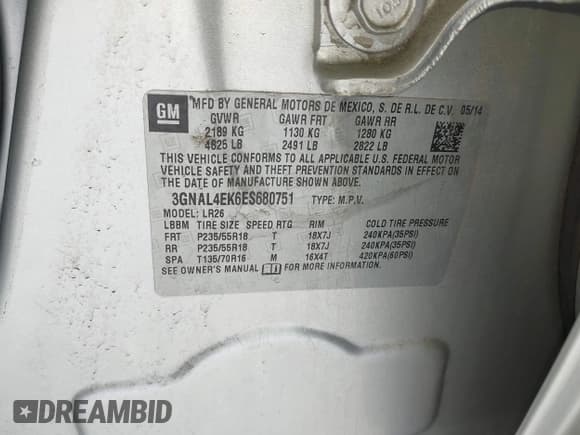 10.9
GM
MFD BY GENERAL MOTORS DE MEXICO, S. DE R.L. DE C.V. 05/14
GVWR GAWR FRT GAWR RR
2189 KG 1130 KG 1280 KG
4825 LB 2491 LB 2822 LB
THIS VEHICLE CONFORMS TO ALL APPLICABLE U.S. FEDERAL MOTOR
VEHICLE SAFETY AND THEFT PREVENTION STANDARDS IN EFFECT ON
THE DATE OF MANUFACTURE SHOWN ABOVE.
3GNAL4EK6ES680751 TYPE: M.P.V.
MODEL: LR26
LBBM TIRE SIZE SPEED RTG RIM COLD TIRE PRESSURE
FRT P235/55R18 T 18X7J 240KPA(35PSI)
RR P235/55R18 T 18X7J 240KPA(35PSI)
SPA T135/70R16 M 16X4T 420KPA(60PSI)
SEE OWNER'S MANUAL FOR MORE INFORMATION.
DREAMBID